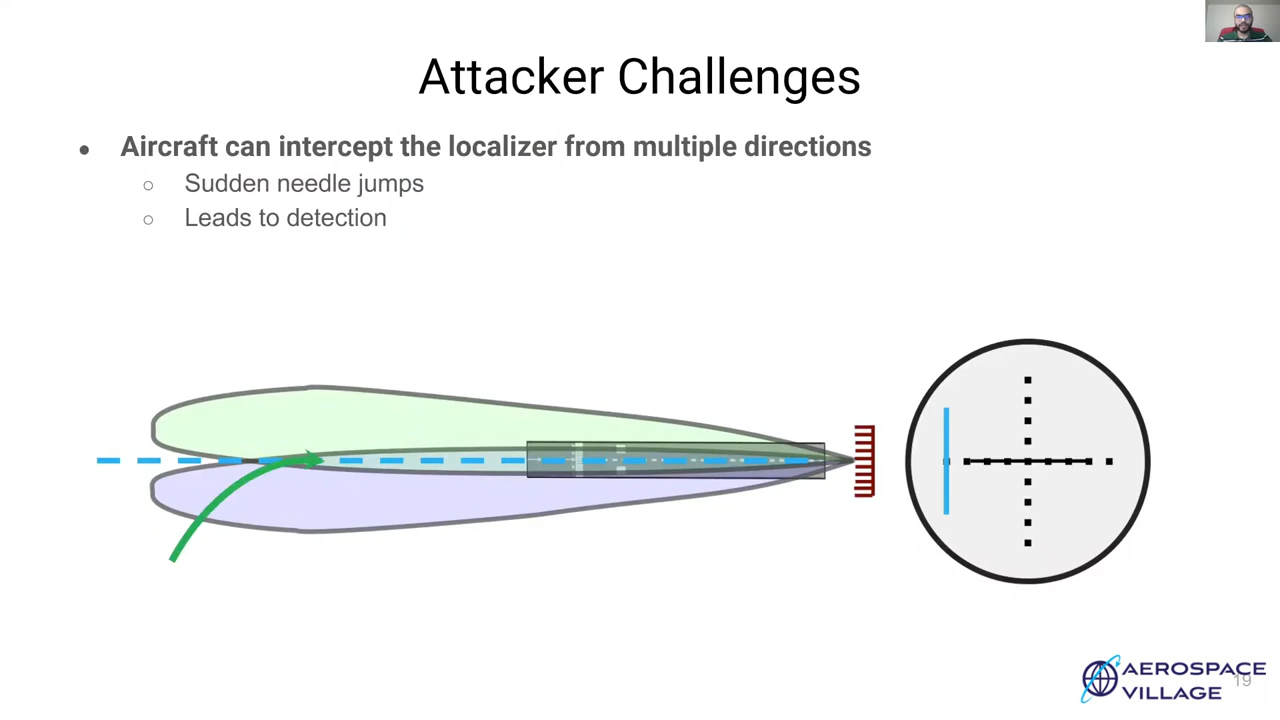 Attacker Challenges
Aircraft can intercept the localizer from multiple directions
Sudden needle jumps
Leads to detection
AEROSPACE
VILLAGE
19